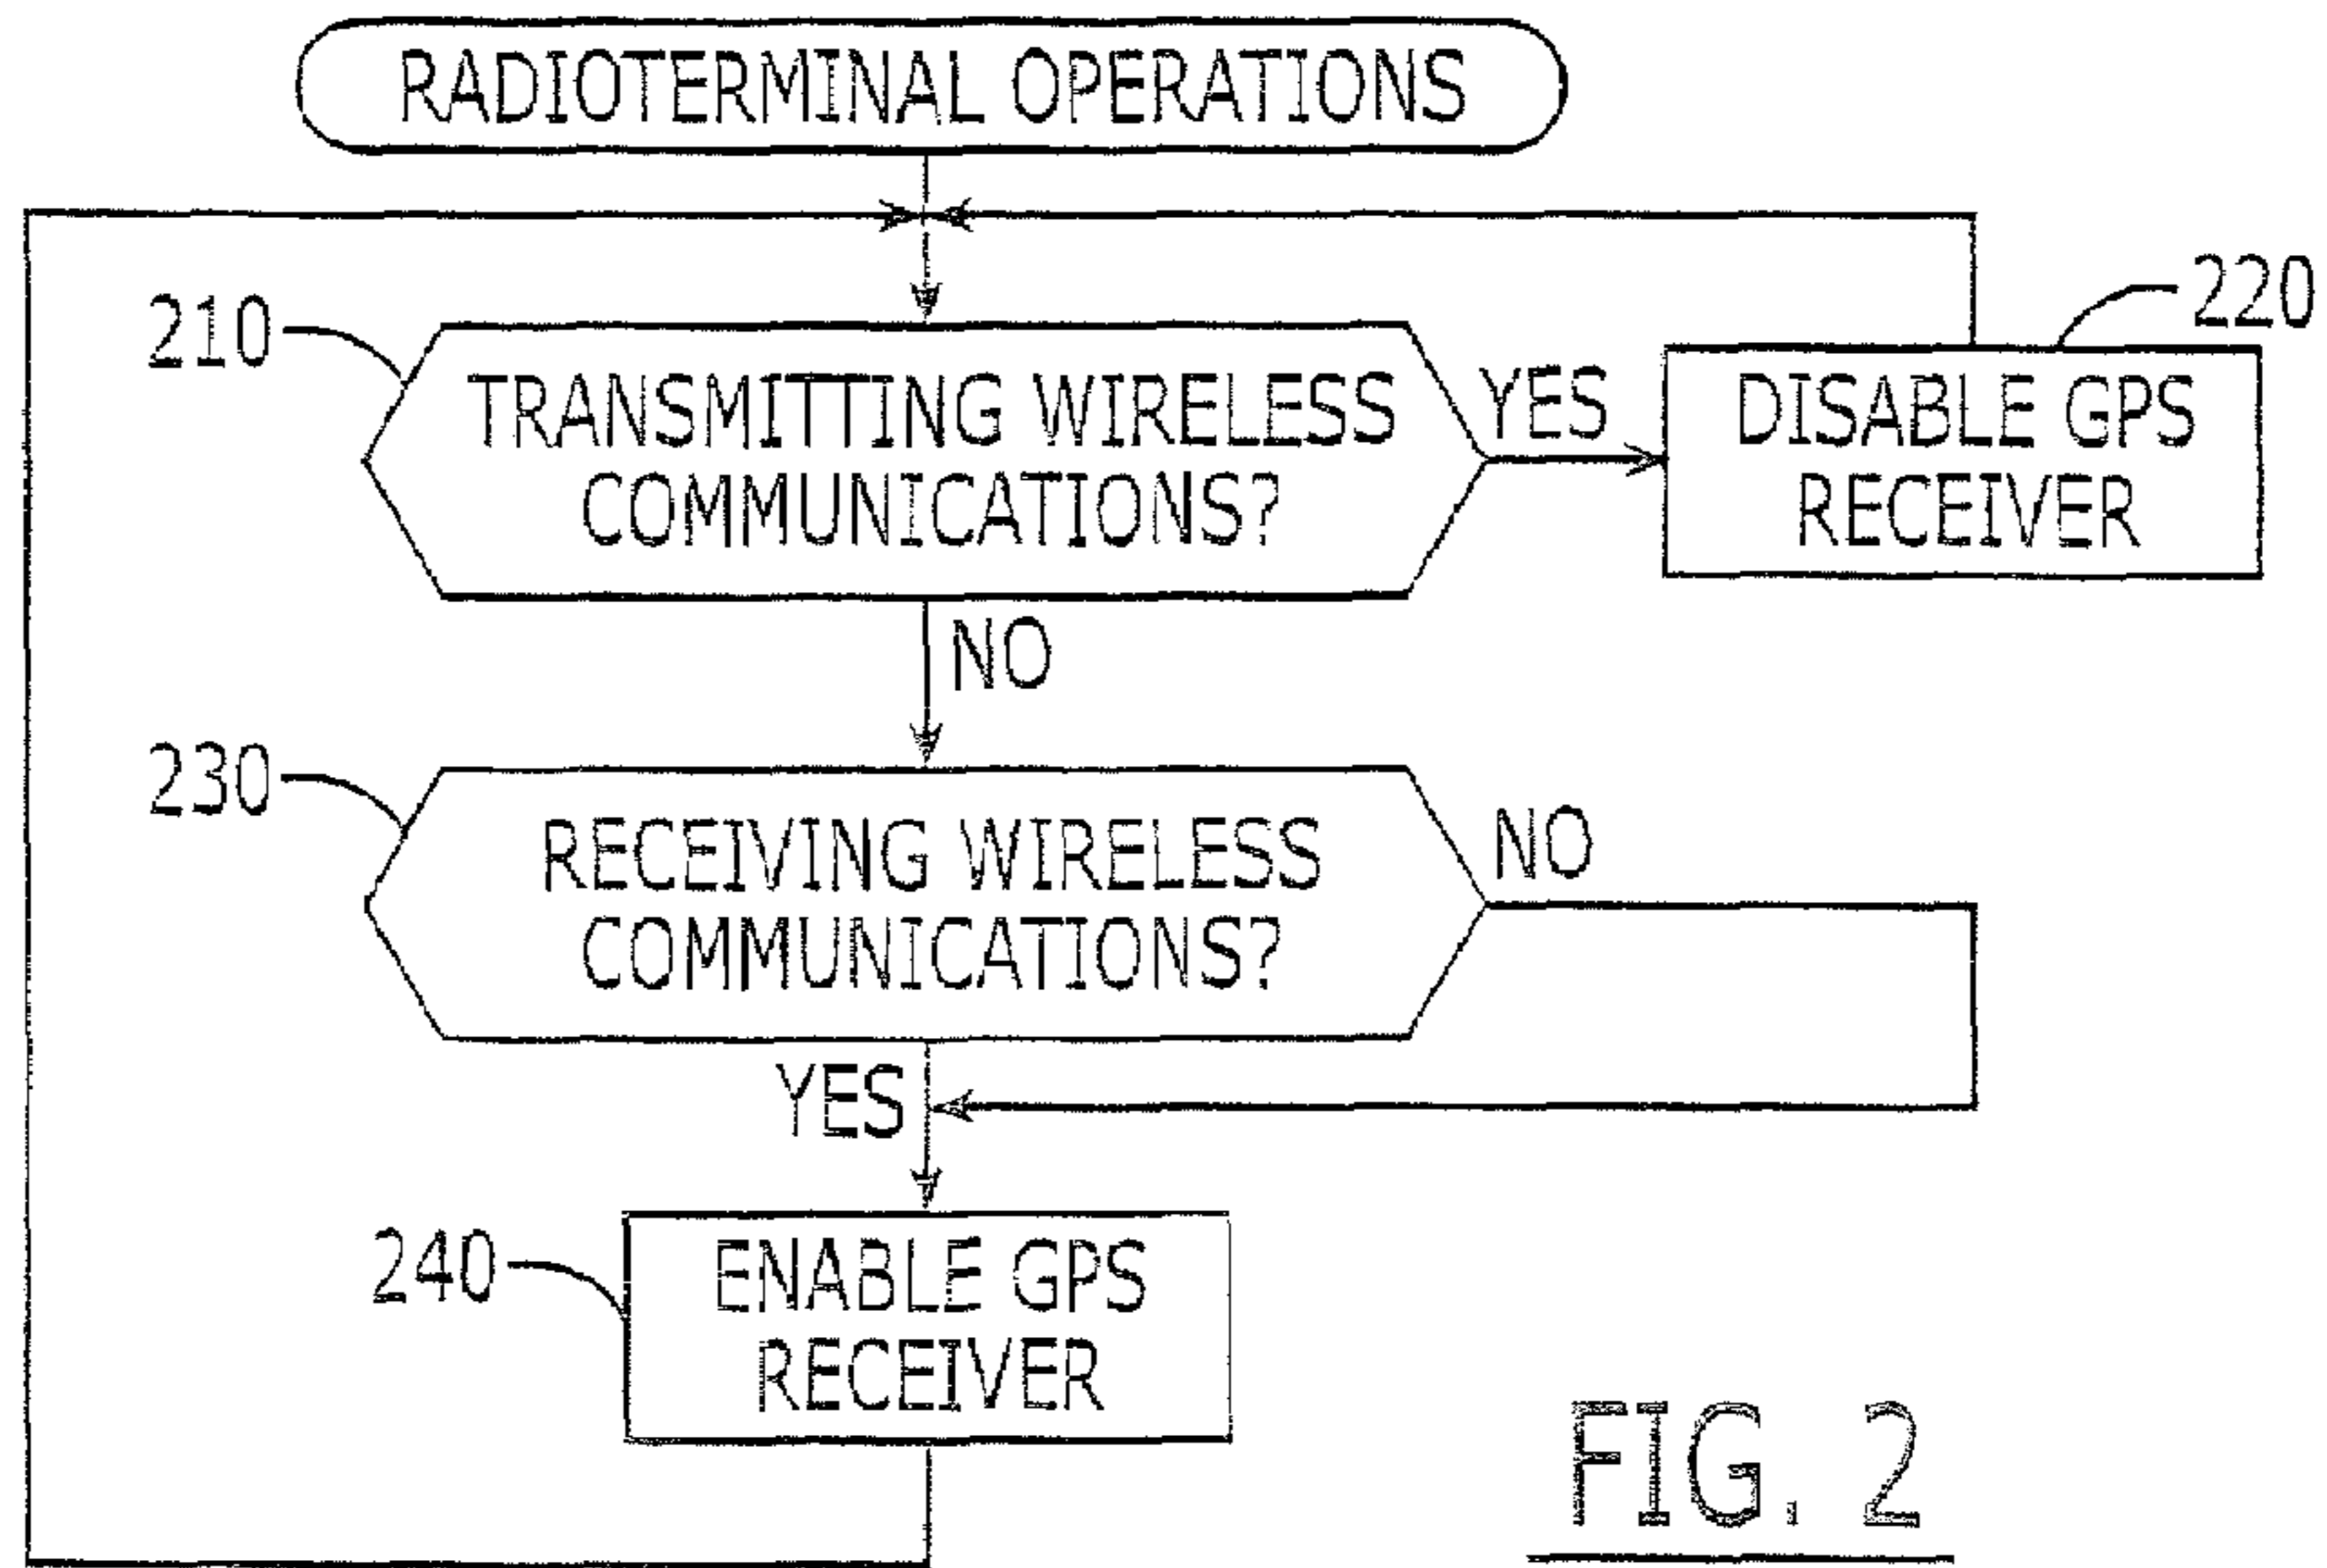 RADIOTERMINAL OPERATIONS
210
TRANSMITTING WIRELESS
COMMUNICATIONS?
YES
220
DISABLE GPS
RECEIVER
NO
230
RECEIVING WIRELESS
COMMUNICATIONS?
NO
YES
240
ENABLE GPS
RECEIVER
FIG. 2